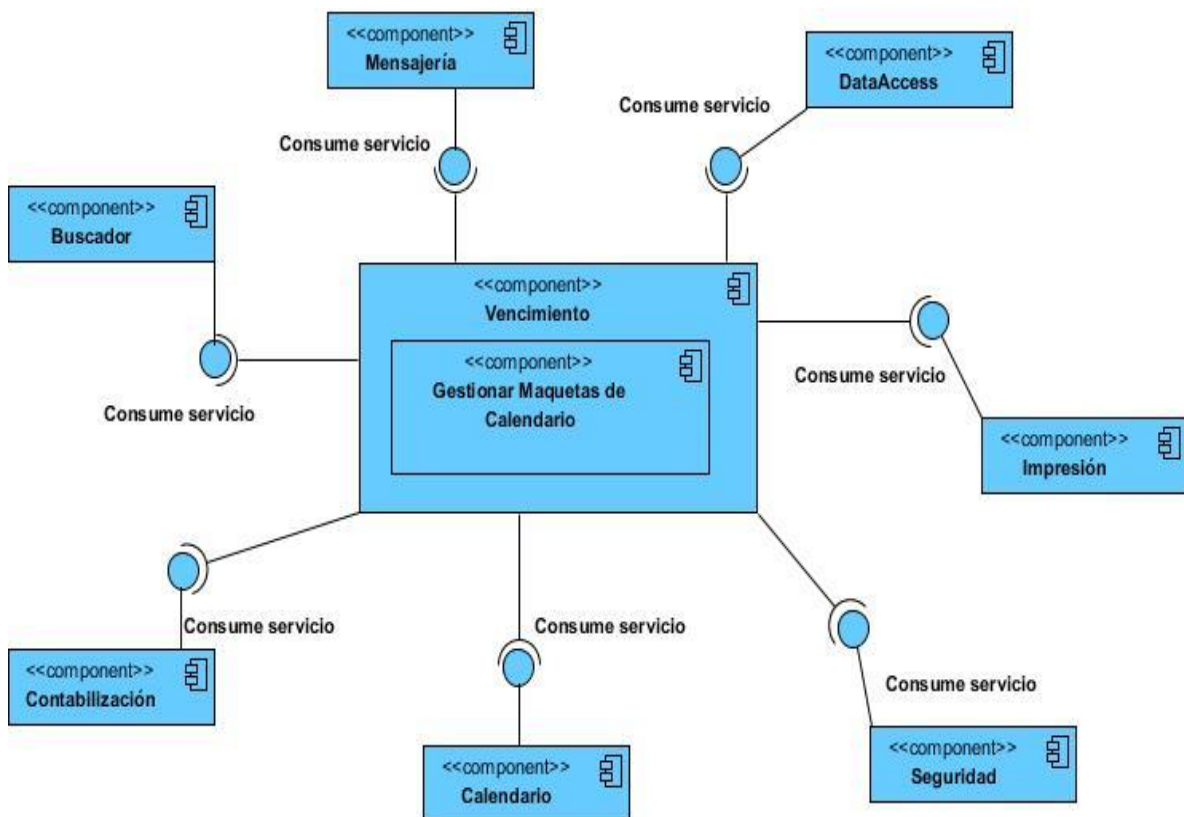 <<component>>
Mensajería
<<component>>
DataAccess
Consume servicio
Consume servicio
<<component>>
Buscador
<<component>>
Vencimiento
<<component>>
Gestionar Maquetas de
Calendario
Consume servicio
Consume servicio
<<component>>
Impresión
Consume servicio
Consume servicio
<<component>>
Contabilización
Consume servicio
<<component>>
Seguridad
<<component>>
Calendario